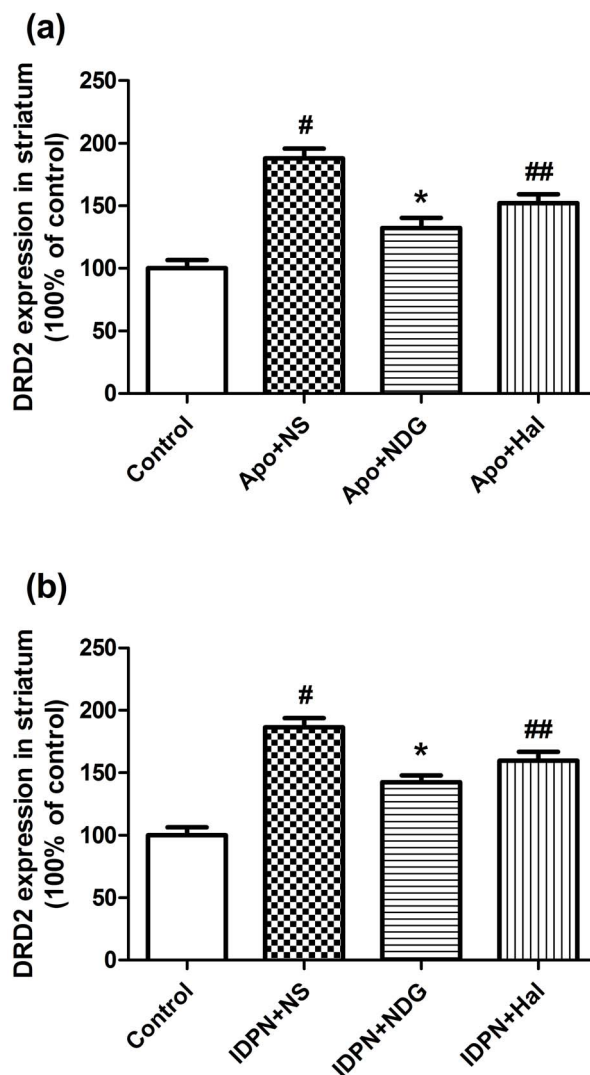 (a)
DRD2 expression in striatum
(100% of control)
250
200
150
100
50
0
#
*
##
Control
Apo+NS
Apo+NDG
Apo+Hal
(b)
DRD2 expression in striatum
(100% of control)
250
200
150
100
50
0
#
*
##
Control
IDPN+NS
IDPN+NDG
IDPN+Hal